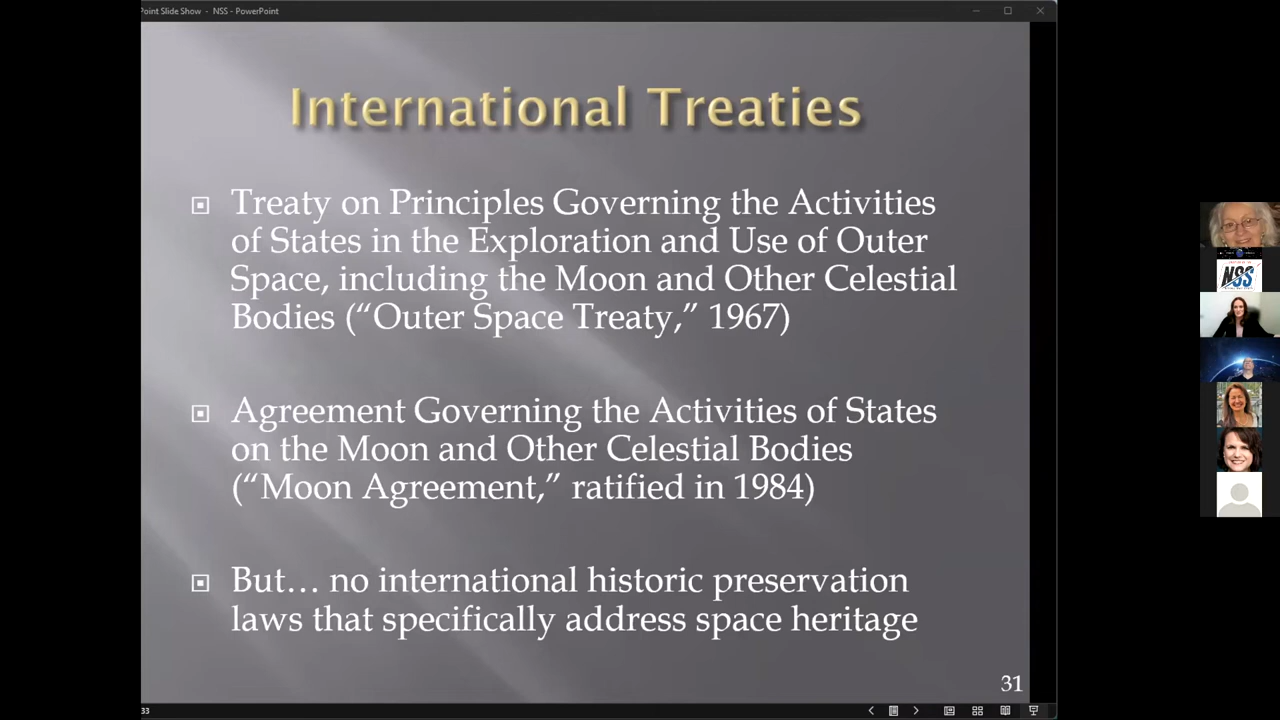 Point Slide Show - NSS - PowerPoint
International Treaties
Treaty on Principles Governing the Activities
of States in the Exploration and Use of Outer
Space, including the Moon and Other Celestial
Bodies (“Outer Space Treaty,” 1967)
Agreement Governing the Activities of States
on the Moon and Other Celestial Bodies
(“Moon Agreement,” ratified in 1984)
But… no international historic preservation
laws that specifically address space heritage
31
33
NSS